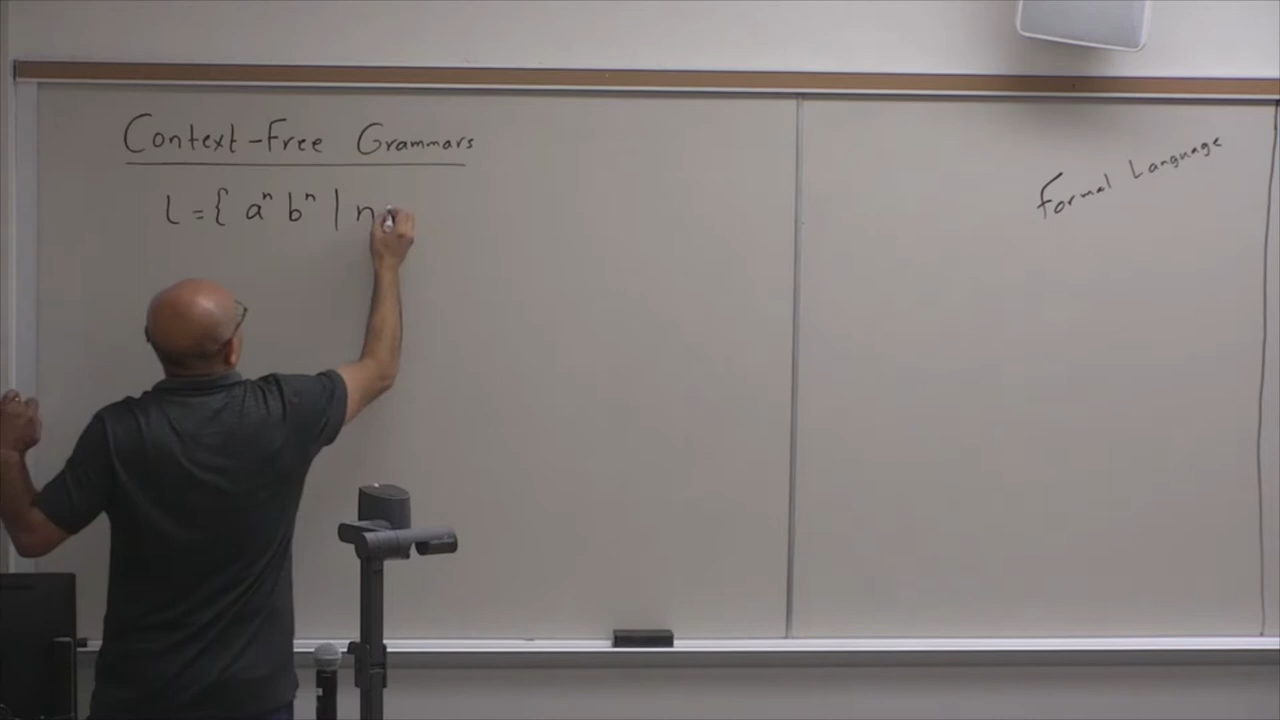 Context-Free Grammars
L = { aⁿ bⁿ | n
Formal Language